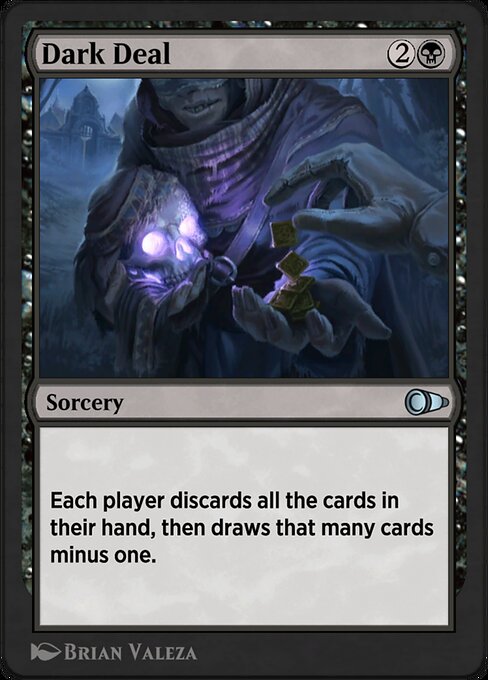 Dark Deal 2
Sorcery
Each player discards all the cards in
their hand, then draws that many cards
minus one.
BRIAN VALEZA